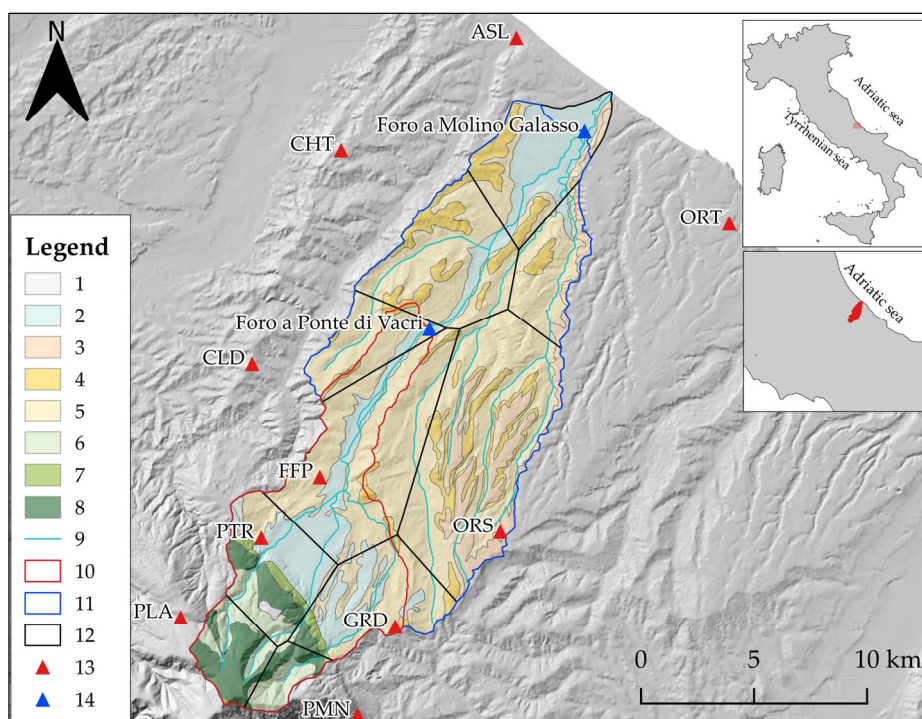 N
ASL
Foro a Molino Galasso
CHT
ORT
Foro a Ponte di Vacri
CLD
FFP
PTR
ORS
PLA
GRD
PMN
Legend
1
2
3
4
5
6
7
8
9
10
11
12
13
14
0 5 10 km
Adriatic sea
Tyrrhenian sea
Adriatic sea